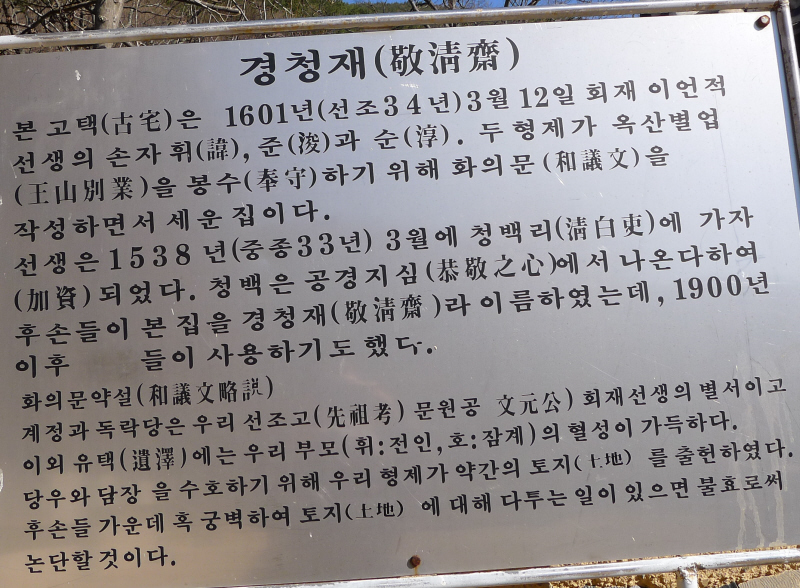 경청재(敬淸齋)
본 고택(古宅)은 1601년(선조34년)3월 12일 회재 이언적
선생의 손자 휘(諱), 준(浚)과 순(淳). 두 형제가 옥산별업
(王山別業)을 봉수(奉守)하기 위해 화의문(和議文)을
작성하면서 세운 집이다.
선생은 1538 년(중종33년) 3월에 청백리(淸白吏)에 가자
(加資)되었다. 청백은 공경지심(恭敬之心)에서 나온다하여
후손들이 본 집을 경청재(敬淸齋)라 이름하였는데, 1900년
이후 들이 사용하기도 했다.
화의문약설(和議文略説)
계정과 독락당은 우리 선조고(先祖考) 문원공 文元公) 회재선생의 별서이고
이외 유택(遺澤)에는 우리 부모(휘:전인,호:잠계)의 혈성이 가득하다.
당우와 담장 을 수호하기 위해 우리 형제가 약간의 토지(土地) 를 출헌하였다.
후손들 가운데 혹 궁벽하여 토지(土地) 에 대해 다투는 일이 있으면 불효로써
논단할것이다.